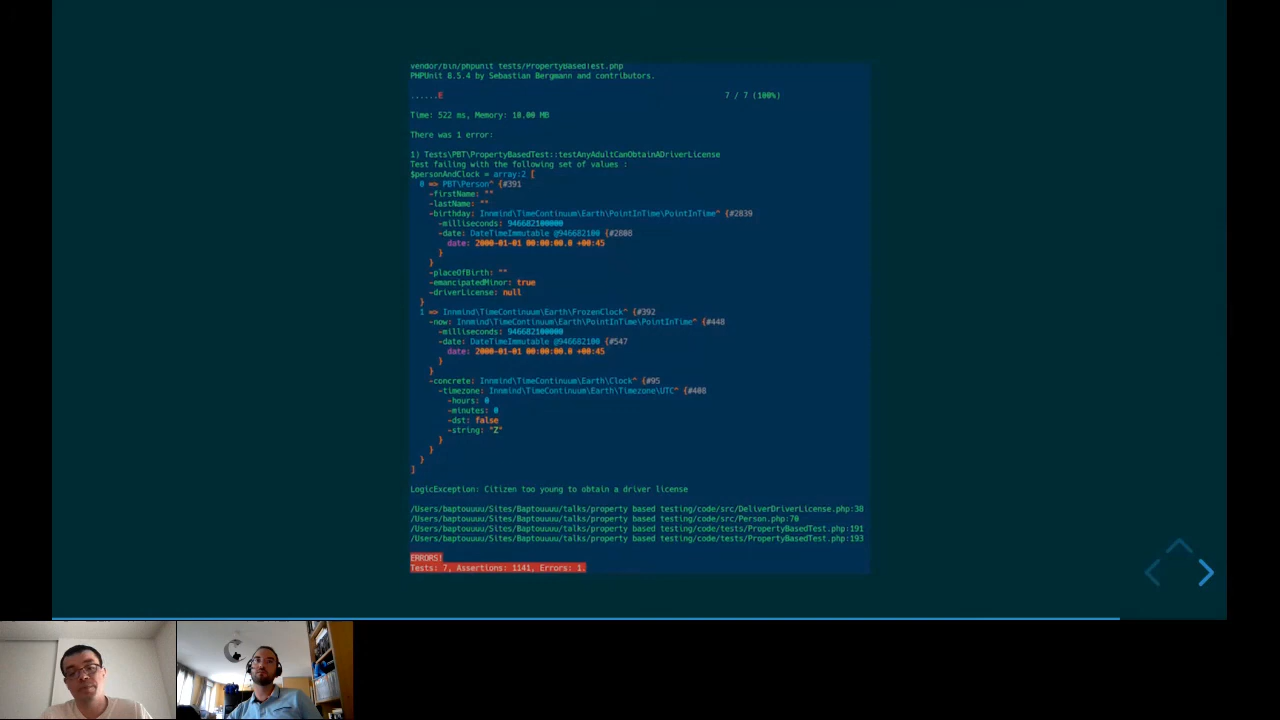 vendor/bin/phpunit tests/PropertyBasedTest.php
PHPUnit 8.5.4 by Sebastian Bergmann and contributors.
......E 7 / 7 (100%)
Time: 522 ms, Memory: 10.00 MB
There was 1 error:
1) Tests\PBT\PropertyBasedTest::testAnyAdultCanObtainADriverLicense
Test failing with the following set of values :
$personAndClock = array:2 [
0 => PBT\Person^ {#391
-firstName: ""
-lastName: ""
-birthday: Innmind\TimeContinuum\Earth\PointInTime\PointInTime^ {#2839
-milliseconds: 946682100000
-date: DateTimeImmutable @946682100 {#2808
date: 2000-01-01 00:00:00.0 +00:45
}
}
-placeOfBirth: ""
-emancipatedMinor: true
-driverLicense: null
}
1 => Innmind\TimeContinuum\Earth\FrozenClock^ {#392
-now: Innmind\TimeContinuum\Earth\PointInTime\PointInTime^ {#448
-milliseconds: 946682100000
-date: DateTimeImmutable @946682100 {#547
date: 2000-01-01 00:00:00.0 +00:45
}
}
-concrete: Innmind\TimeContinuum\Earth\Clock^ {#95
-timezone: Innmind\TimeContinuum\Earth\Timezone\UTC^ {#400
-hours: 0
-minutes: 0
-dst: false
-string: "Z"
}
}
}
]
LogicException: Citizen too young to obtain a driver license
/Users/baptouuuu/Sites/Baptouuuu/talks/property based testing/code/src/DeliverDriverLicense.php:38
/Users/baptouuuu/Sites/Baptouuuu/talks/property based testing/code/src/Person.php:70
/Users/baptouuuu/Sites/Baptouuuu/talks/property based testing/code/tests/PropertyBasedTest.php:191
/Users/baptouuuu/Sites/Baptouuuu/talks/property based testing/code/tests/PropertyBasedTest.php:193
ERRORS!
Tests: 7, Assertions: 1141, Errors: 1.